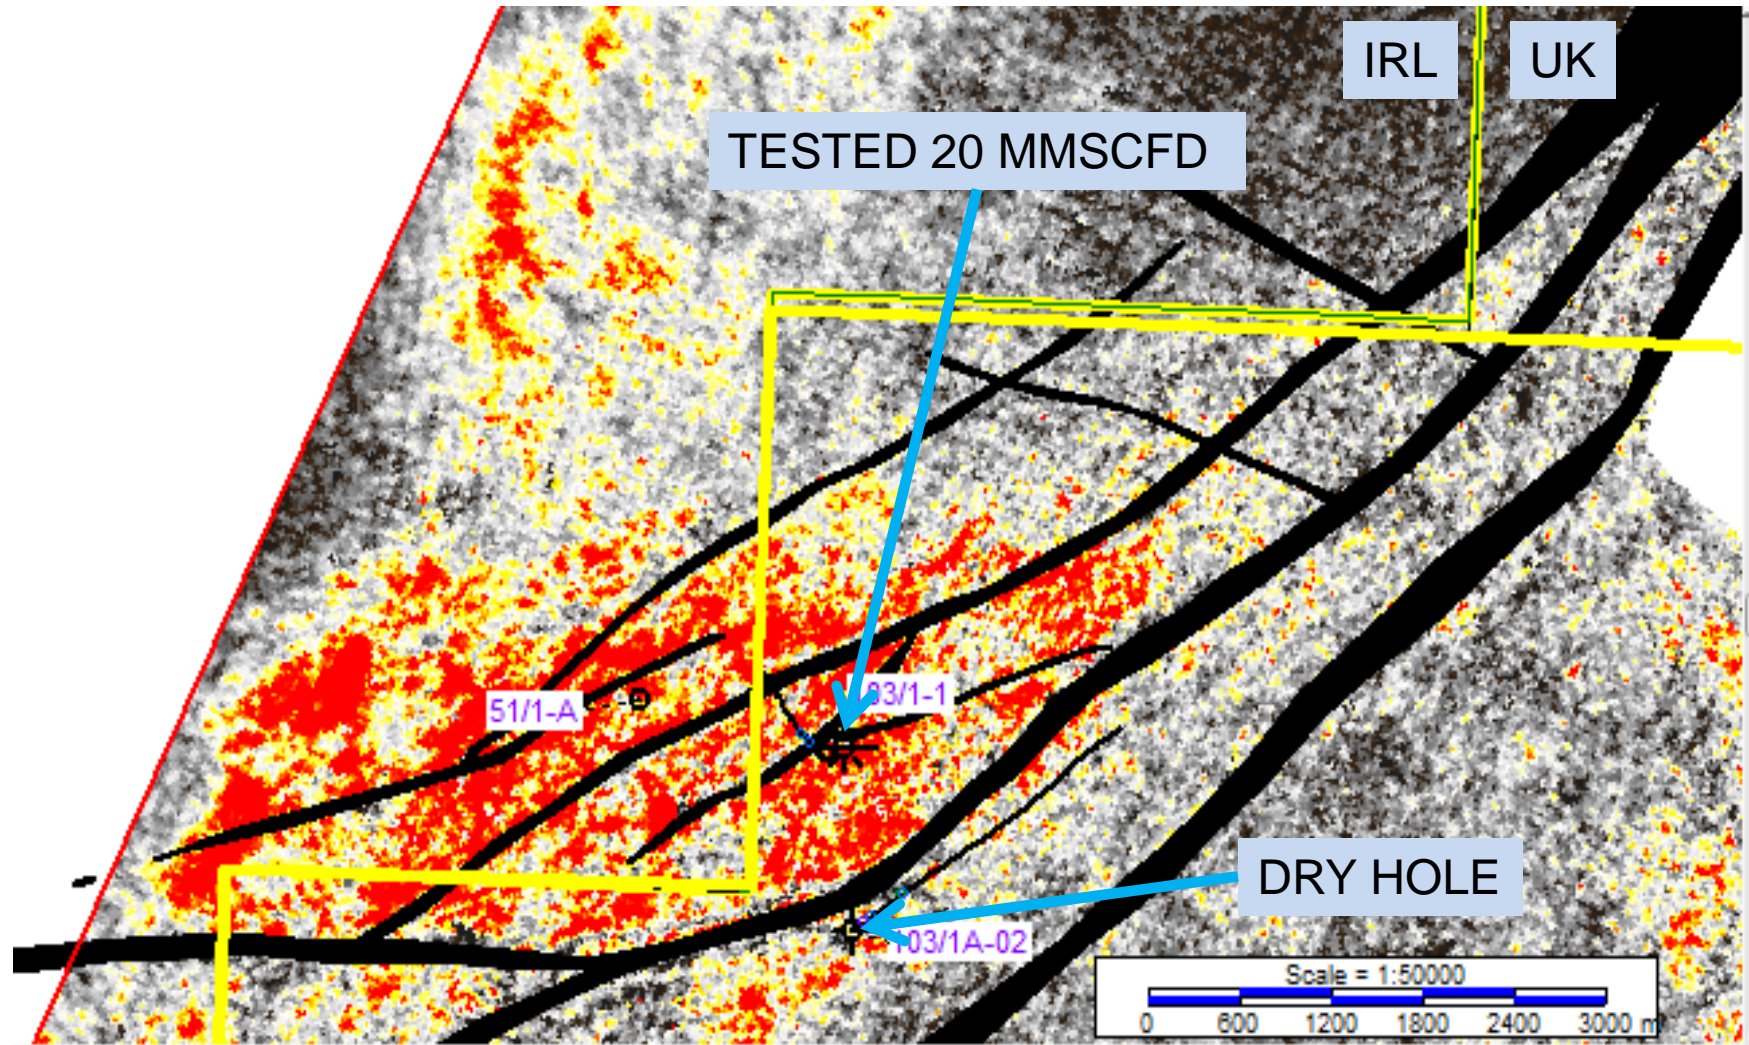 IRL
UK
TESTED 20 MMSCFD
51/1-A
03/1-1
DRY HOLE
103/1A-02
Scale = 1:50000
0 600 1200 1800 2400 3000 m